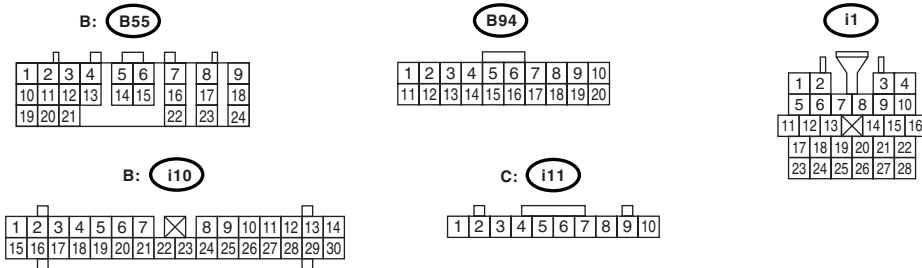 B: B55
1 2 3 4 5 6 7 8 9
10 11 12 13 14 15 16 17 18
19 20 21 22 23 24
B94
1 2 3 4 5 6 7 8 9 10
11 12 13 14 15 16 17 18 19 20
i1
1 2 3 4
5 6 7 8 9 10
11 12 13 14 15 16
17 18 19 20 21 22
23 24 25 26 27 28
B: i10
1 2 3 4 5 6 7 8 9 10 11 12 13 14
15 16 17 18 19 20 21 22 23 24 25 26 27 28 29 30
C: i11
1 2 3 4 5 6 7 8 9 10